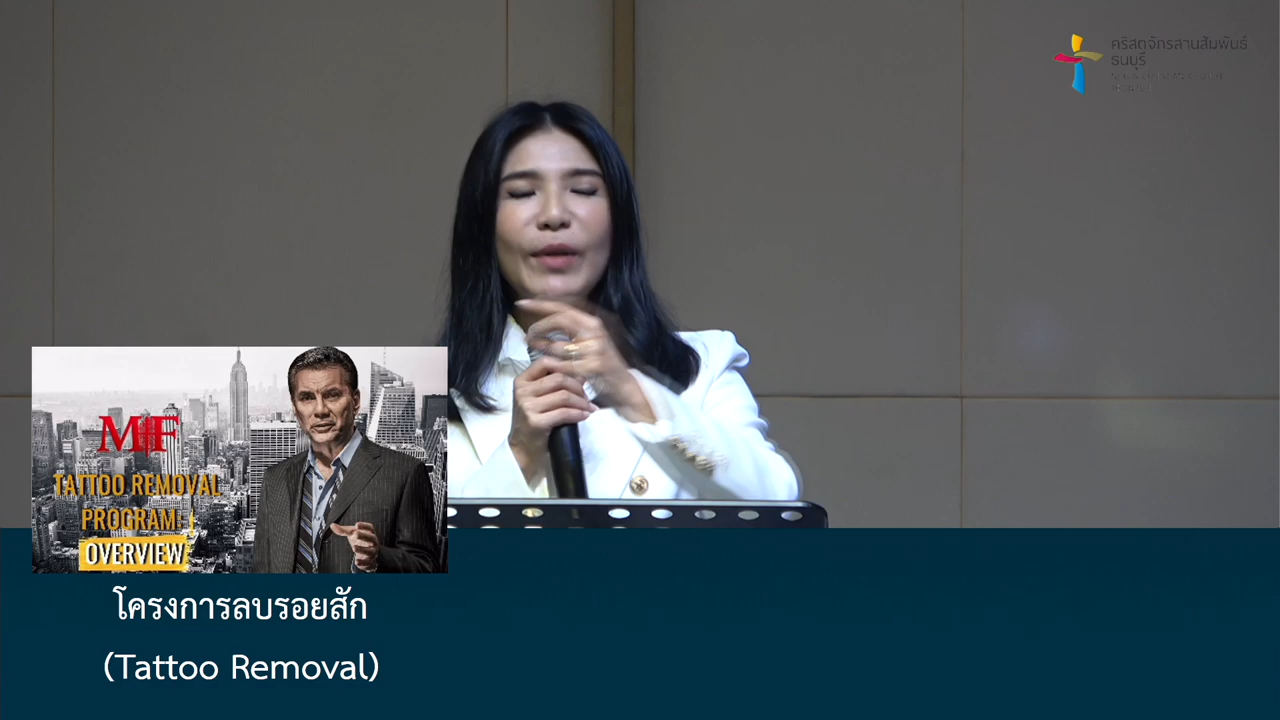 คริสตจักรสานสัมพันธ์
ธนบุรี
MF
TATTOO REMOVAL
PROGRAM:
OVERVIEW
โครงการลบรอยสัก
(Tattoo Removal)